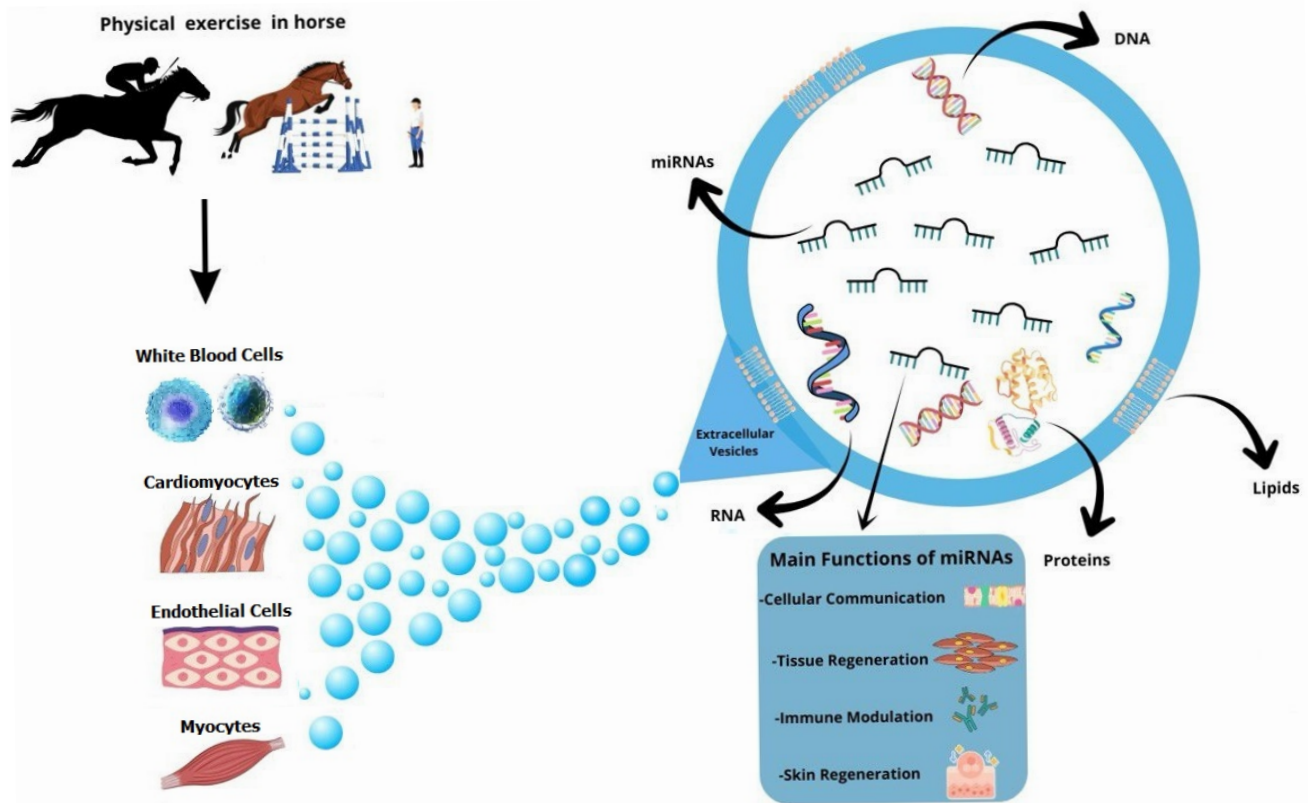 Physical exercise in horse
White Blood Cells
Cardiomyocytes
Endothelial Cells
Myocytes
DNA
miRNAs
Extracellular
Vesicles
RNA
Lipids
Proteins
Main Functions of miRNAs
-Cellular Communication
-Tissue Regeneration
-Immune Modulation
-Skin Regeneration